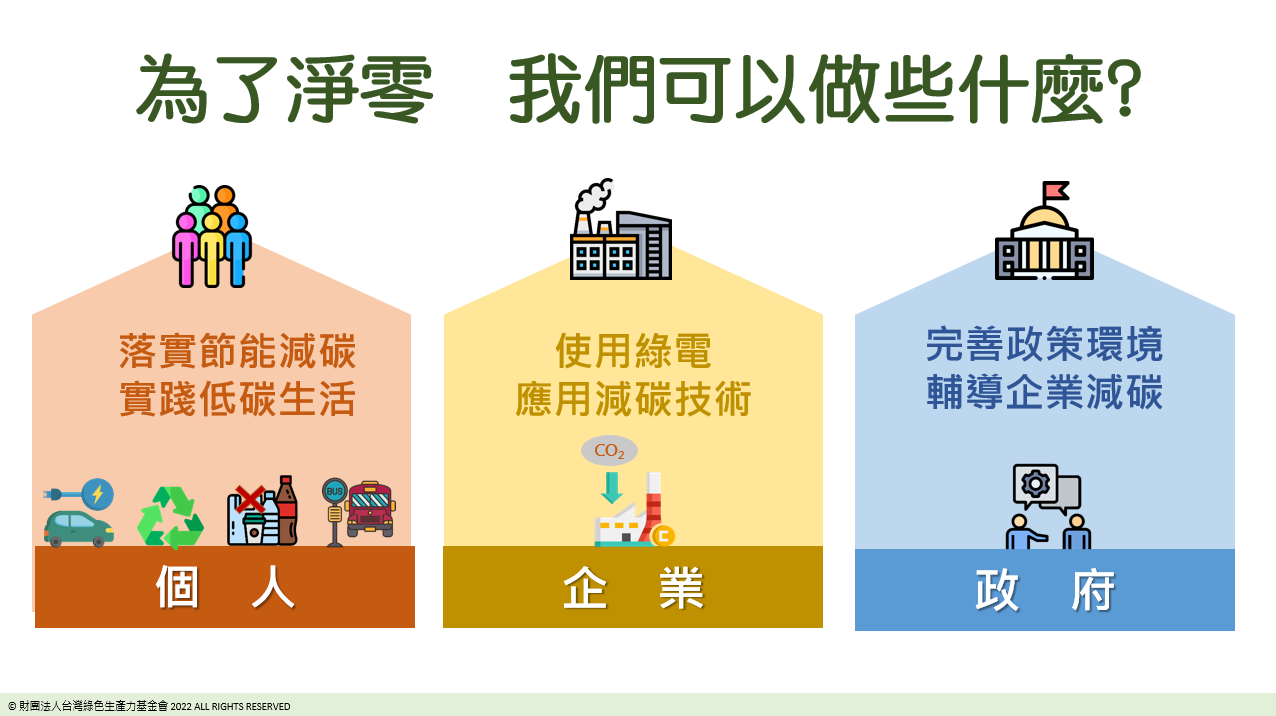 為了淨零 我們可以做些什麼?
落實節能減碳
實踐低碳生活
BUS
個 人
使用綠電
應用減碳技術
CO₂
C
企 業
完善政策環境
輔導企業減碳
政 府
© 財團法人台灣綠色生產力基金會 2022 ALL RIGHTS RESERVED